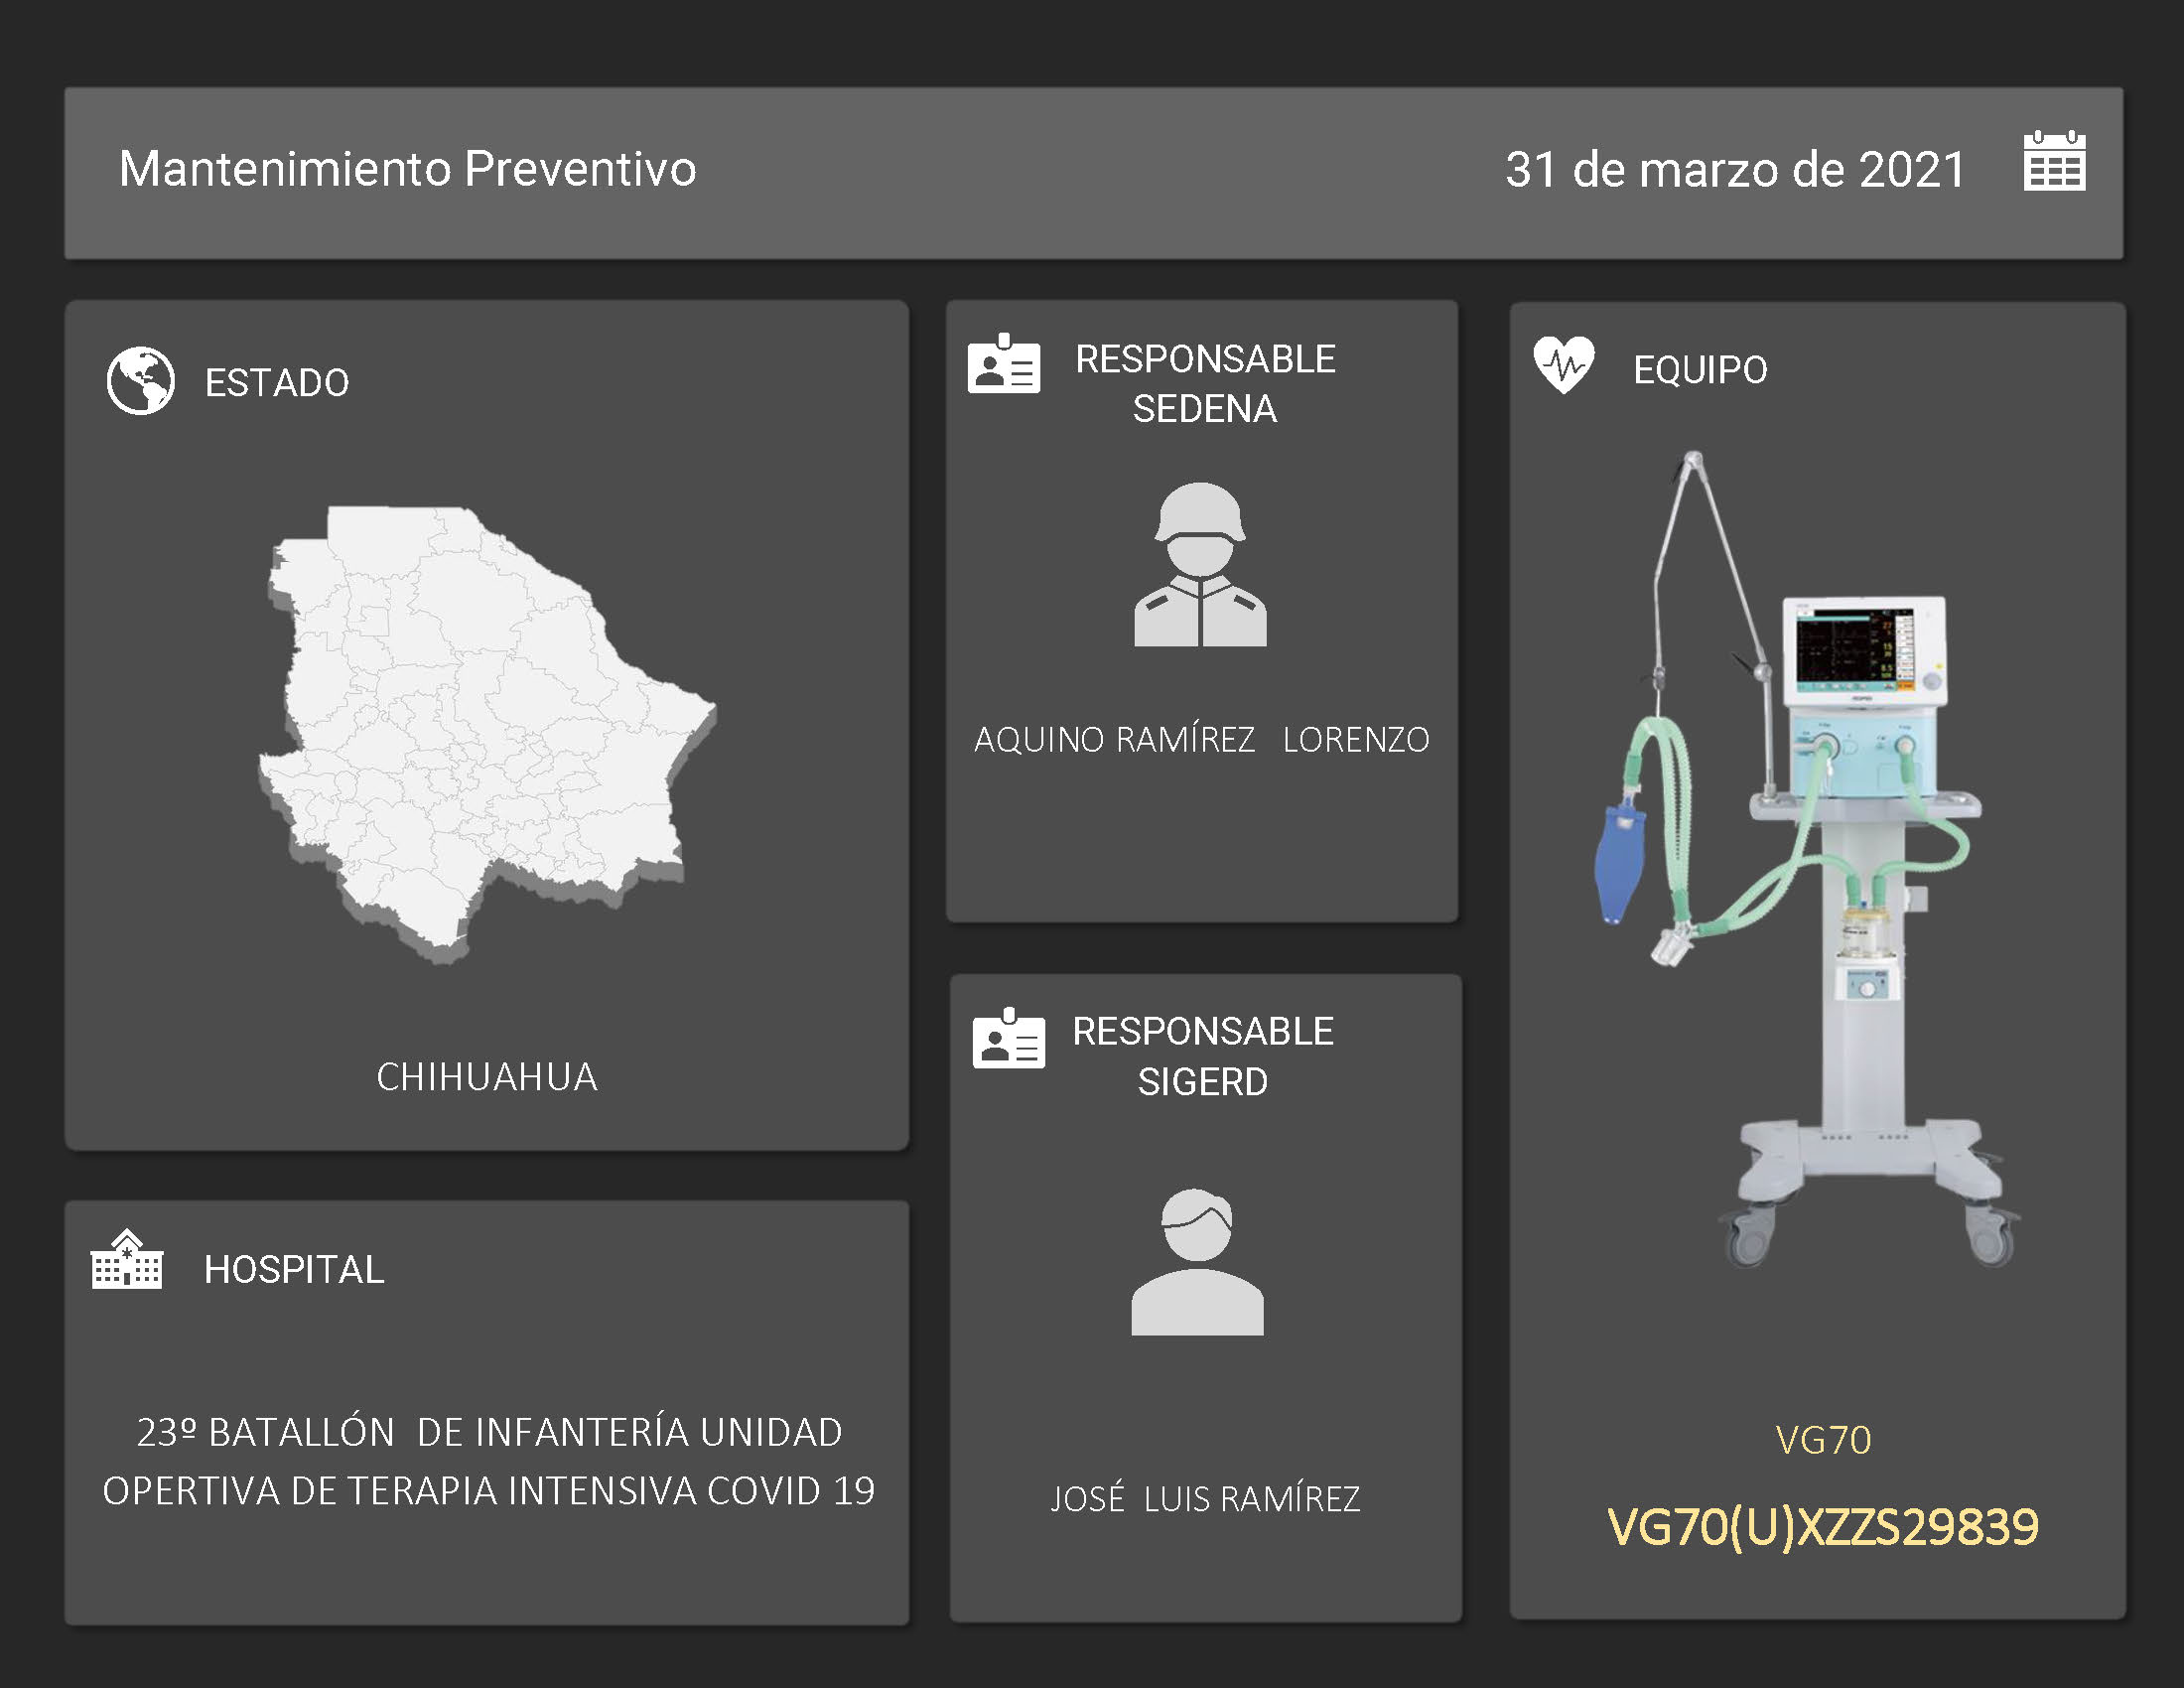 Mantenimiento Preventivo
31 de marzo de 2021
ESTADO
CHIHUAHUA
HOSPITAL
23º BATALLÓN DE INFANTERÍA UNIDAD
OPERTIVA DE TERAPIA INTENSIVA COVID 19
RESPONSABLE
SEDENA
AQUINO RAMÍREZ LORENZO
RESPONSABLE
SIGERD
JOSÉ LUIS RAMÍREZ
EQUIPO
VG70
VG70(U)XZZS29839